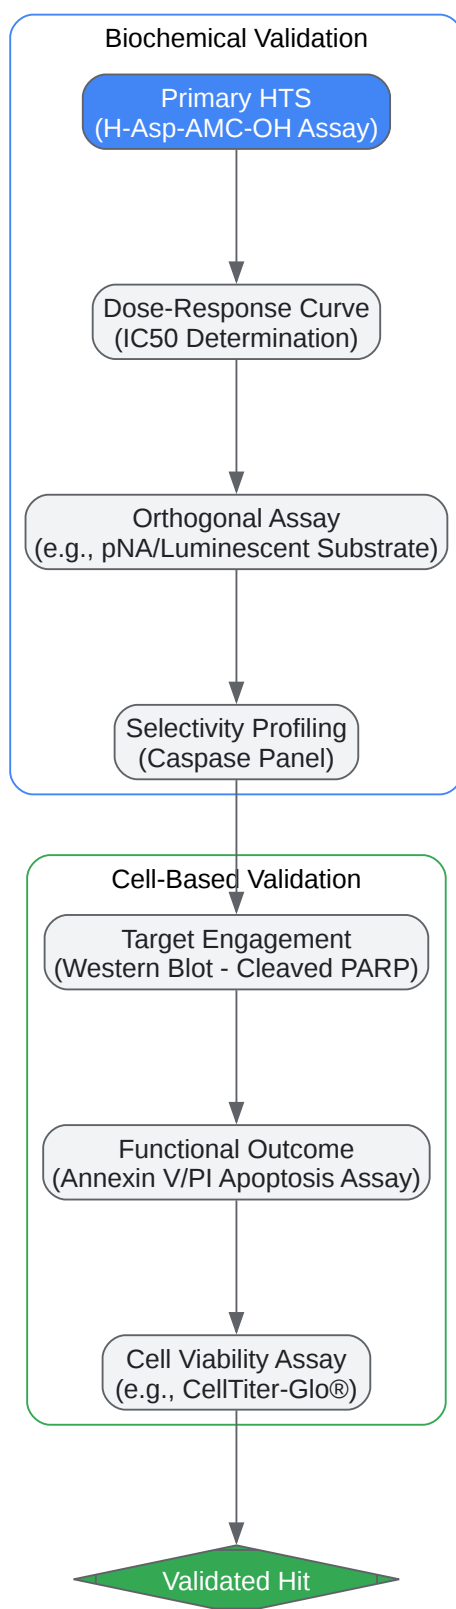 Biochemical Validation
Primary HTS
(H-Asp-AMC-OH Assay)
Dose-Response Curve
(IC50 Determination)
Orthogonal Assay
(e.g., pNA/Luminescent Substrate)
Selectivity Profiling
(Caspase Panel)
Cell-Based Validation
Target Engagement
(Western Blot - Cleaved PARP)
Functional Outcome
(Annexin V/PI Apoptosis Assay)
Cell Viability Assay
(e.g., CellTiter-Glo®)
Validated Hit